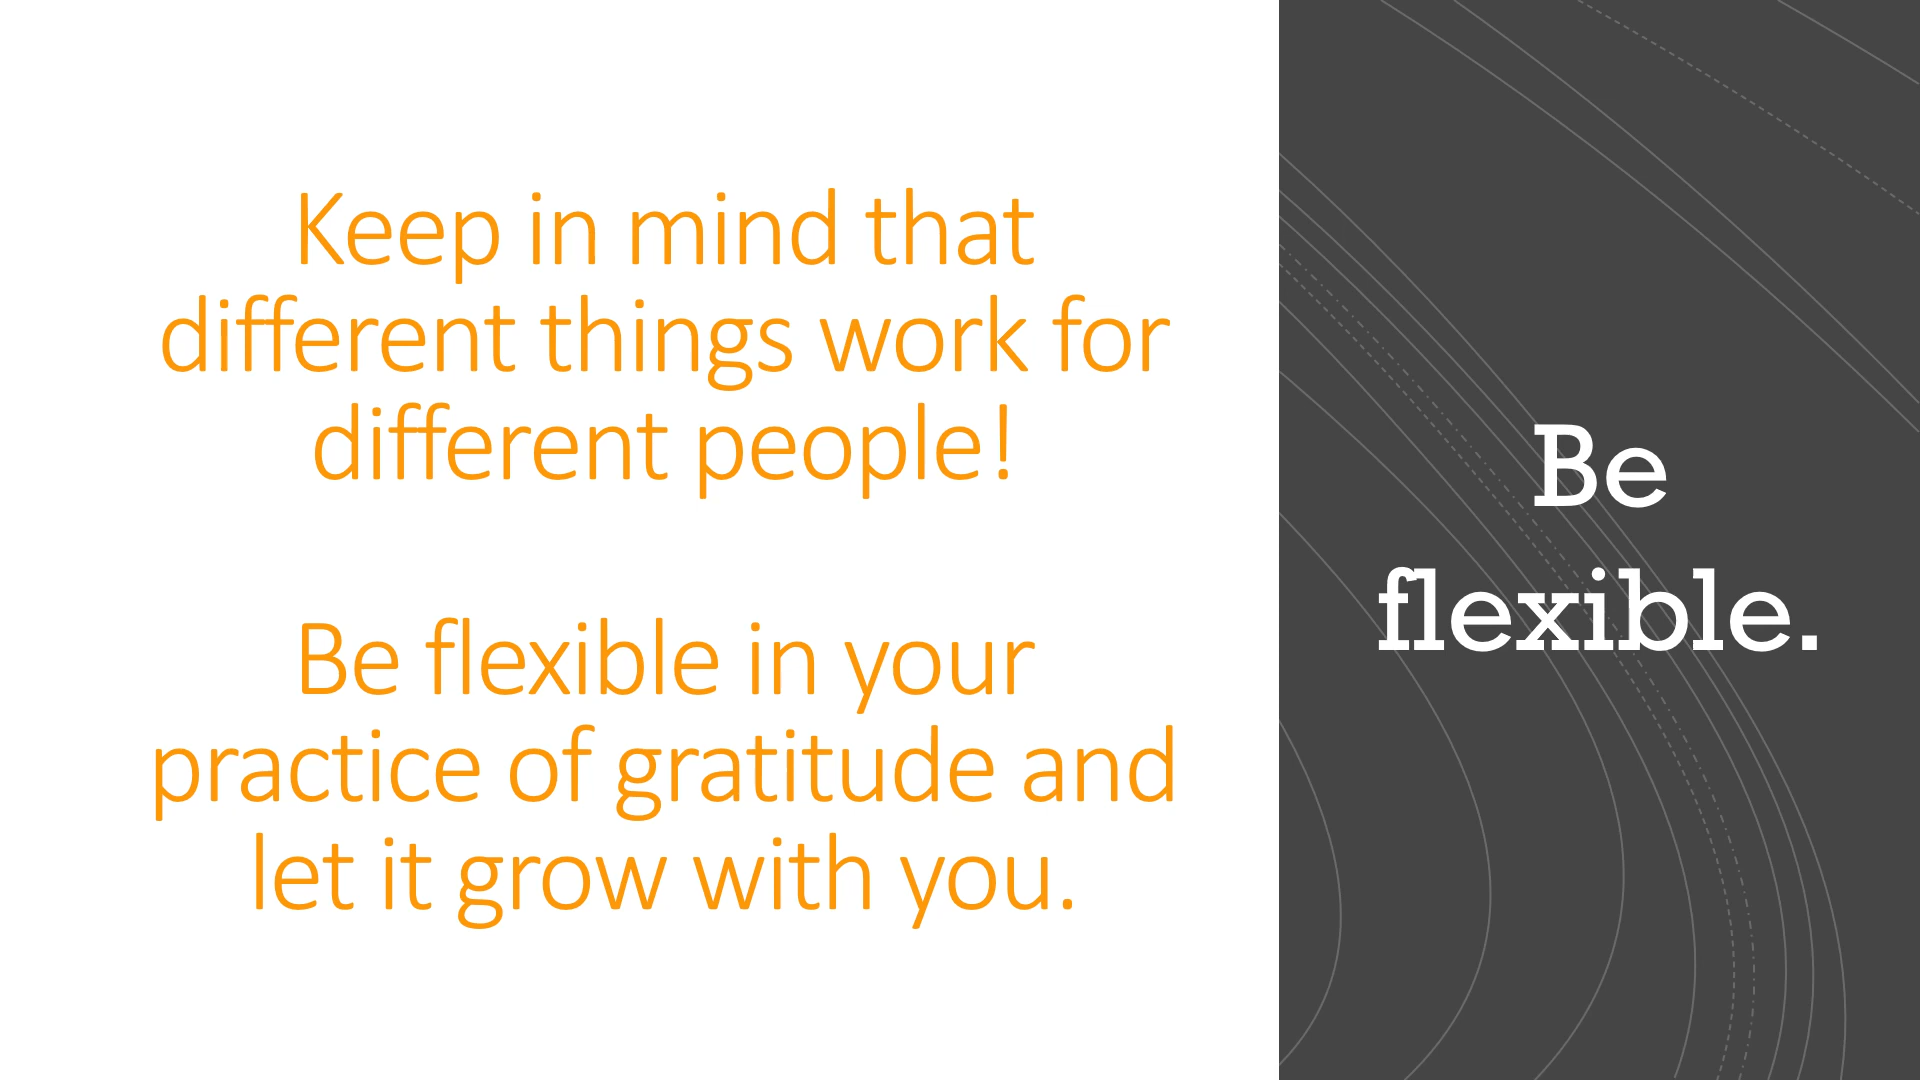 Keep in mind that
different things work for
different people!
Be flexible in your
practice of gratitude and
let it grow with you.
Be
flexible.